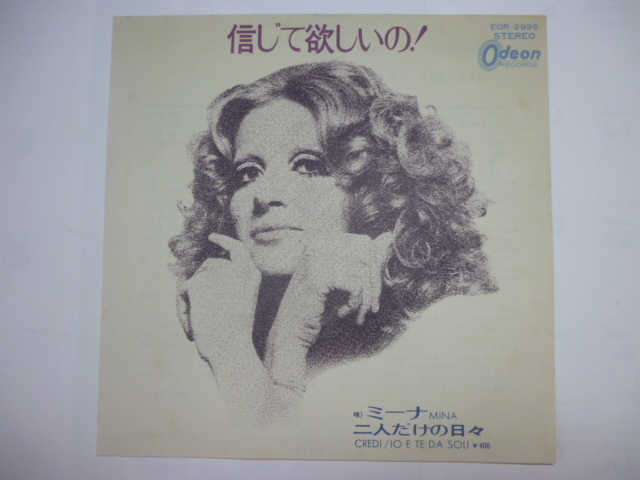 EOR-2995
STEREO
信じて欲しいの!
Odeon
RECORDS
唄) ミーナ MINA
二人だけの日々
CREDI/IO E TE DA SOLI ¥400